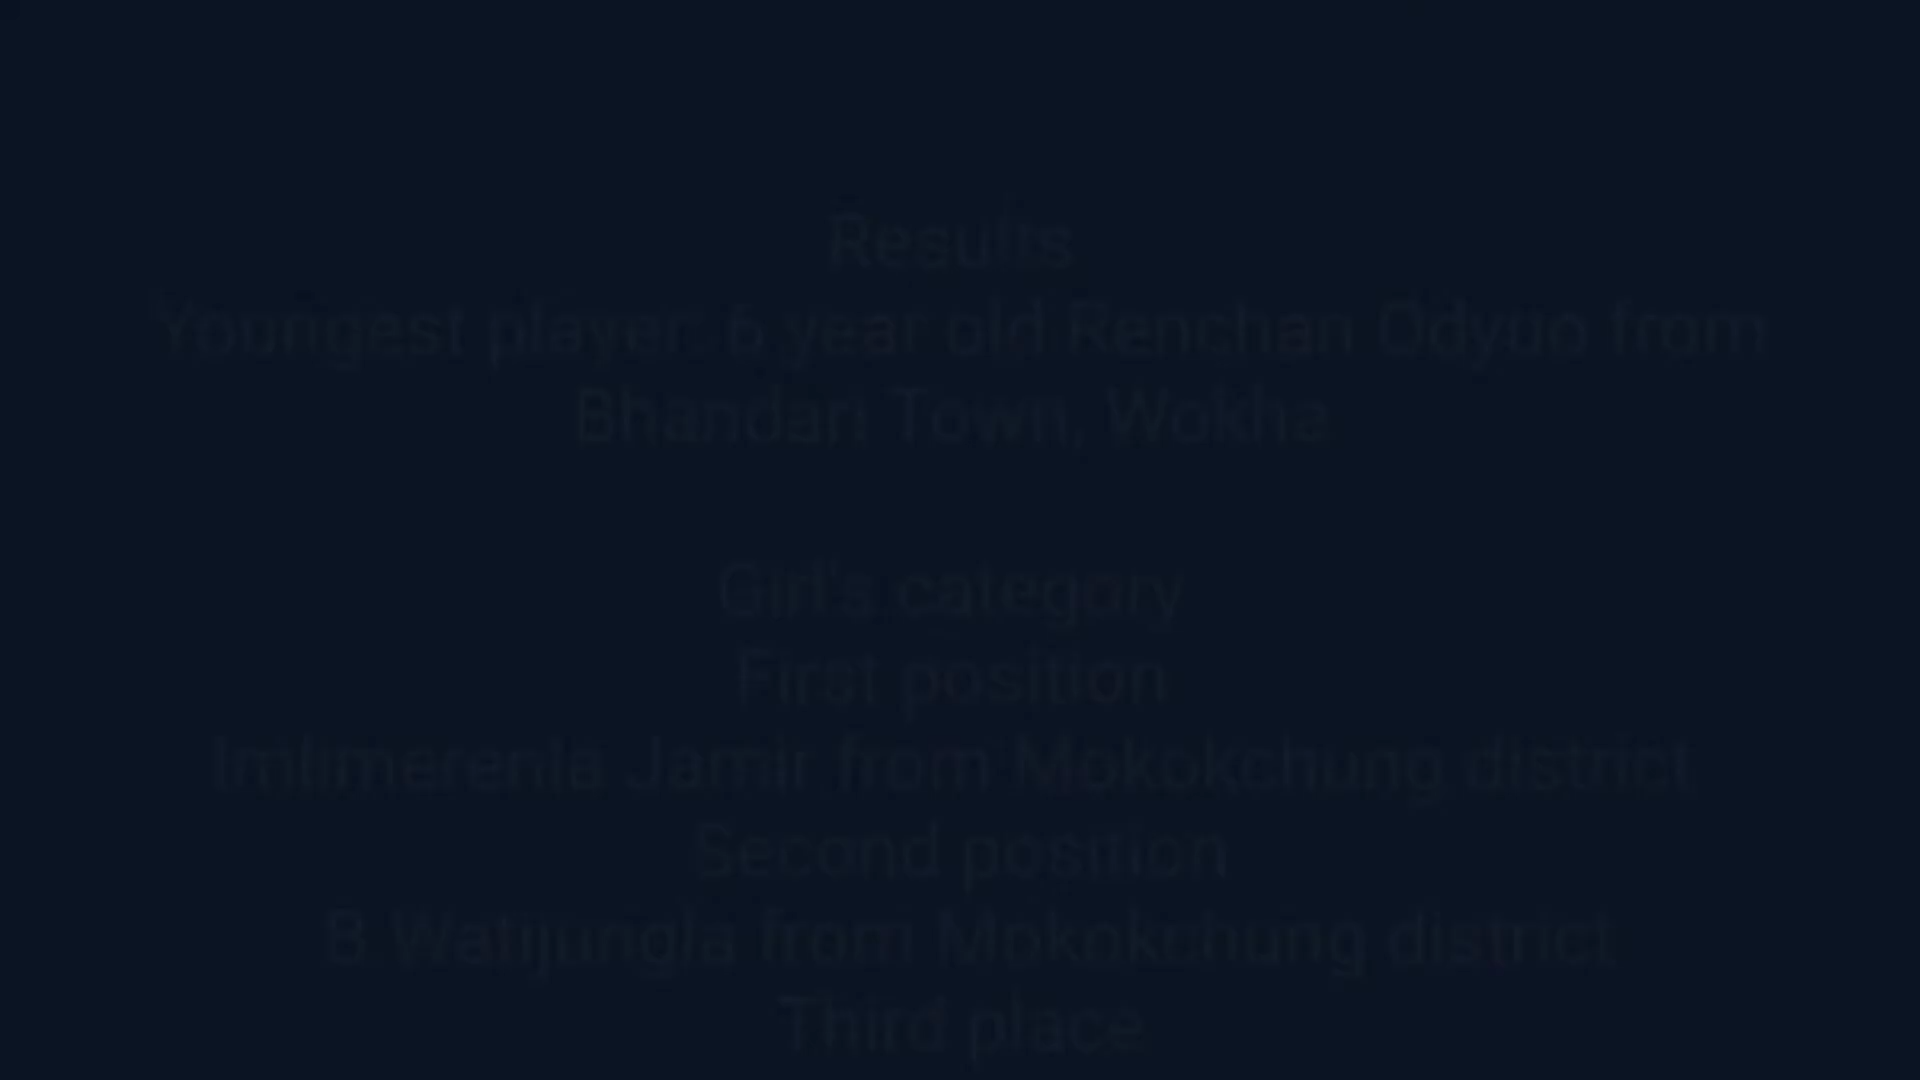 Results
Youngest player: 6 year old Renchan Odyuo from
Bhandari Town, Wokha
Girl's category
First position
Imlimerenla Jamir from Mokokchung district
Second position
B Watijungla from Mokokchung district
Third place